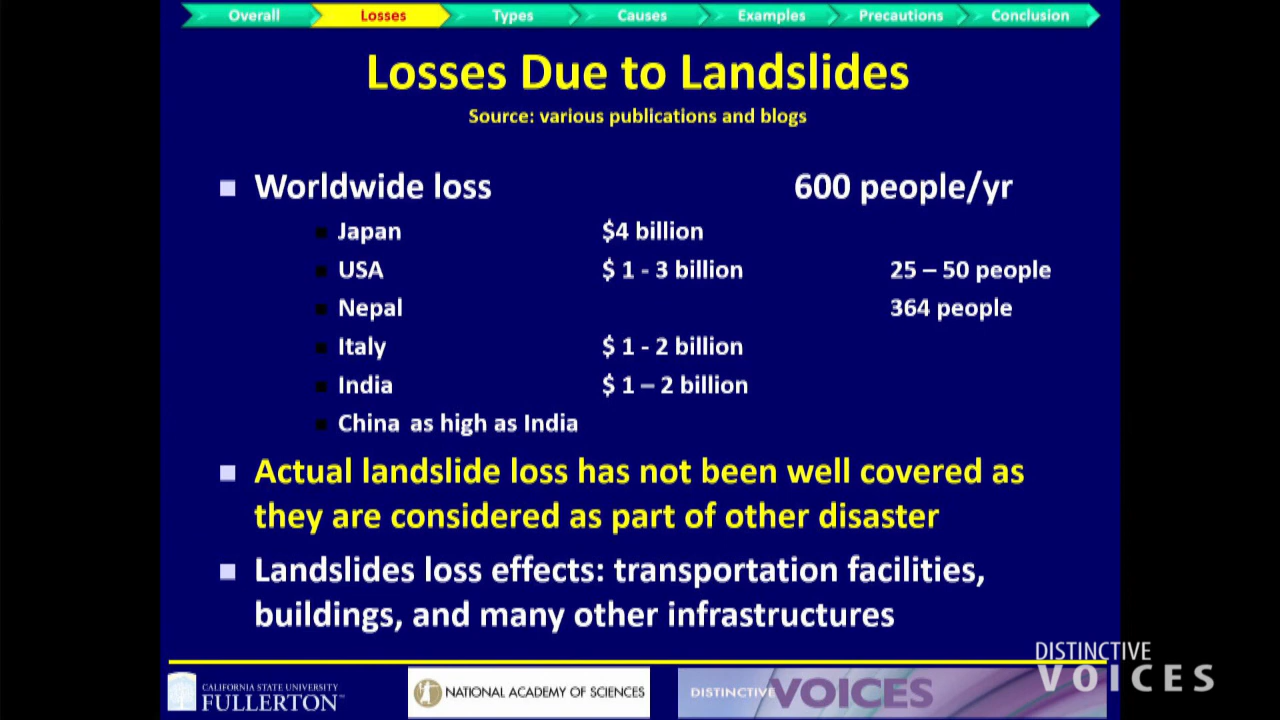 Overall Losses Types Causes Examples Precautions Conclusion
Losses Due to Landslides
Source: various publications and blogs
Worldwide loss 600 people/yr
Japan $4 billion
USA $ 1 - 3 billion 25 – 50 people
Nepal 364 people
Italy $ 1 - 2 billion
India $ 1 – 2 billion
China as high as India
Actual landslide loss has not been well covered as
they are considered as part of other disaster
Landslides loss effects: transportation facilities,
buildings, and many other infrastructures
CALIFORNIA STATE UNIVERSITY
FULLERTON™
NATIONAL ACADEMY OF SCIENCES
DISTINCTIVE VOICES
DISTINCTIVE
VOICES